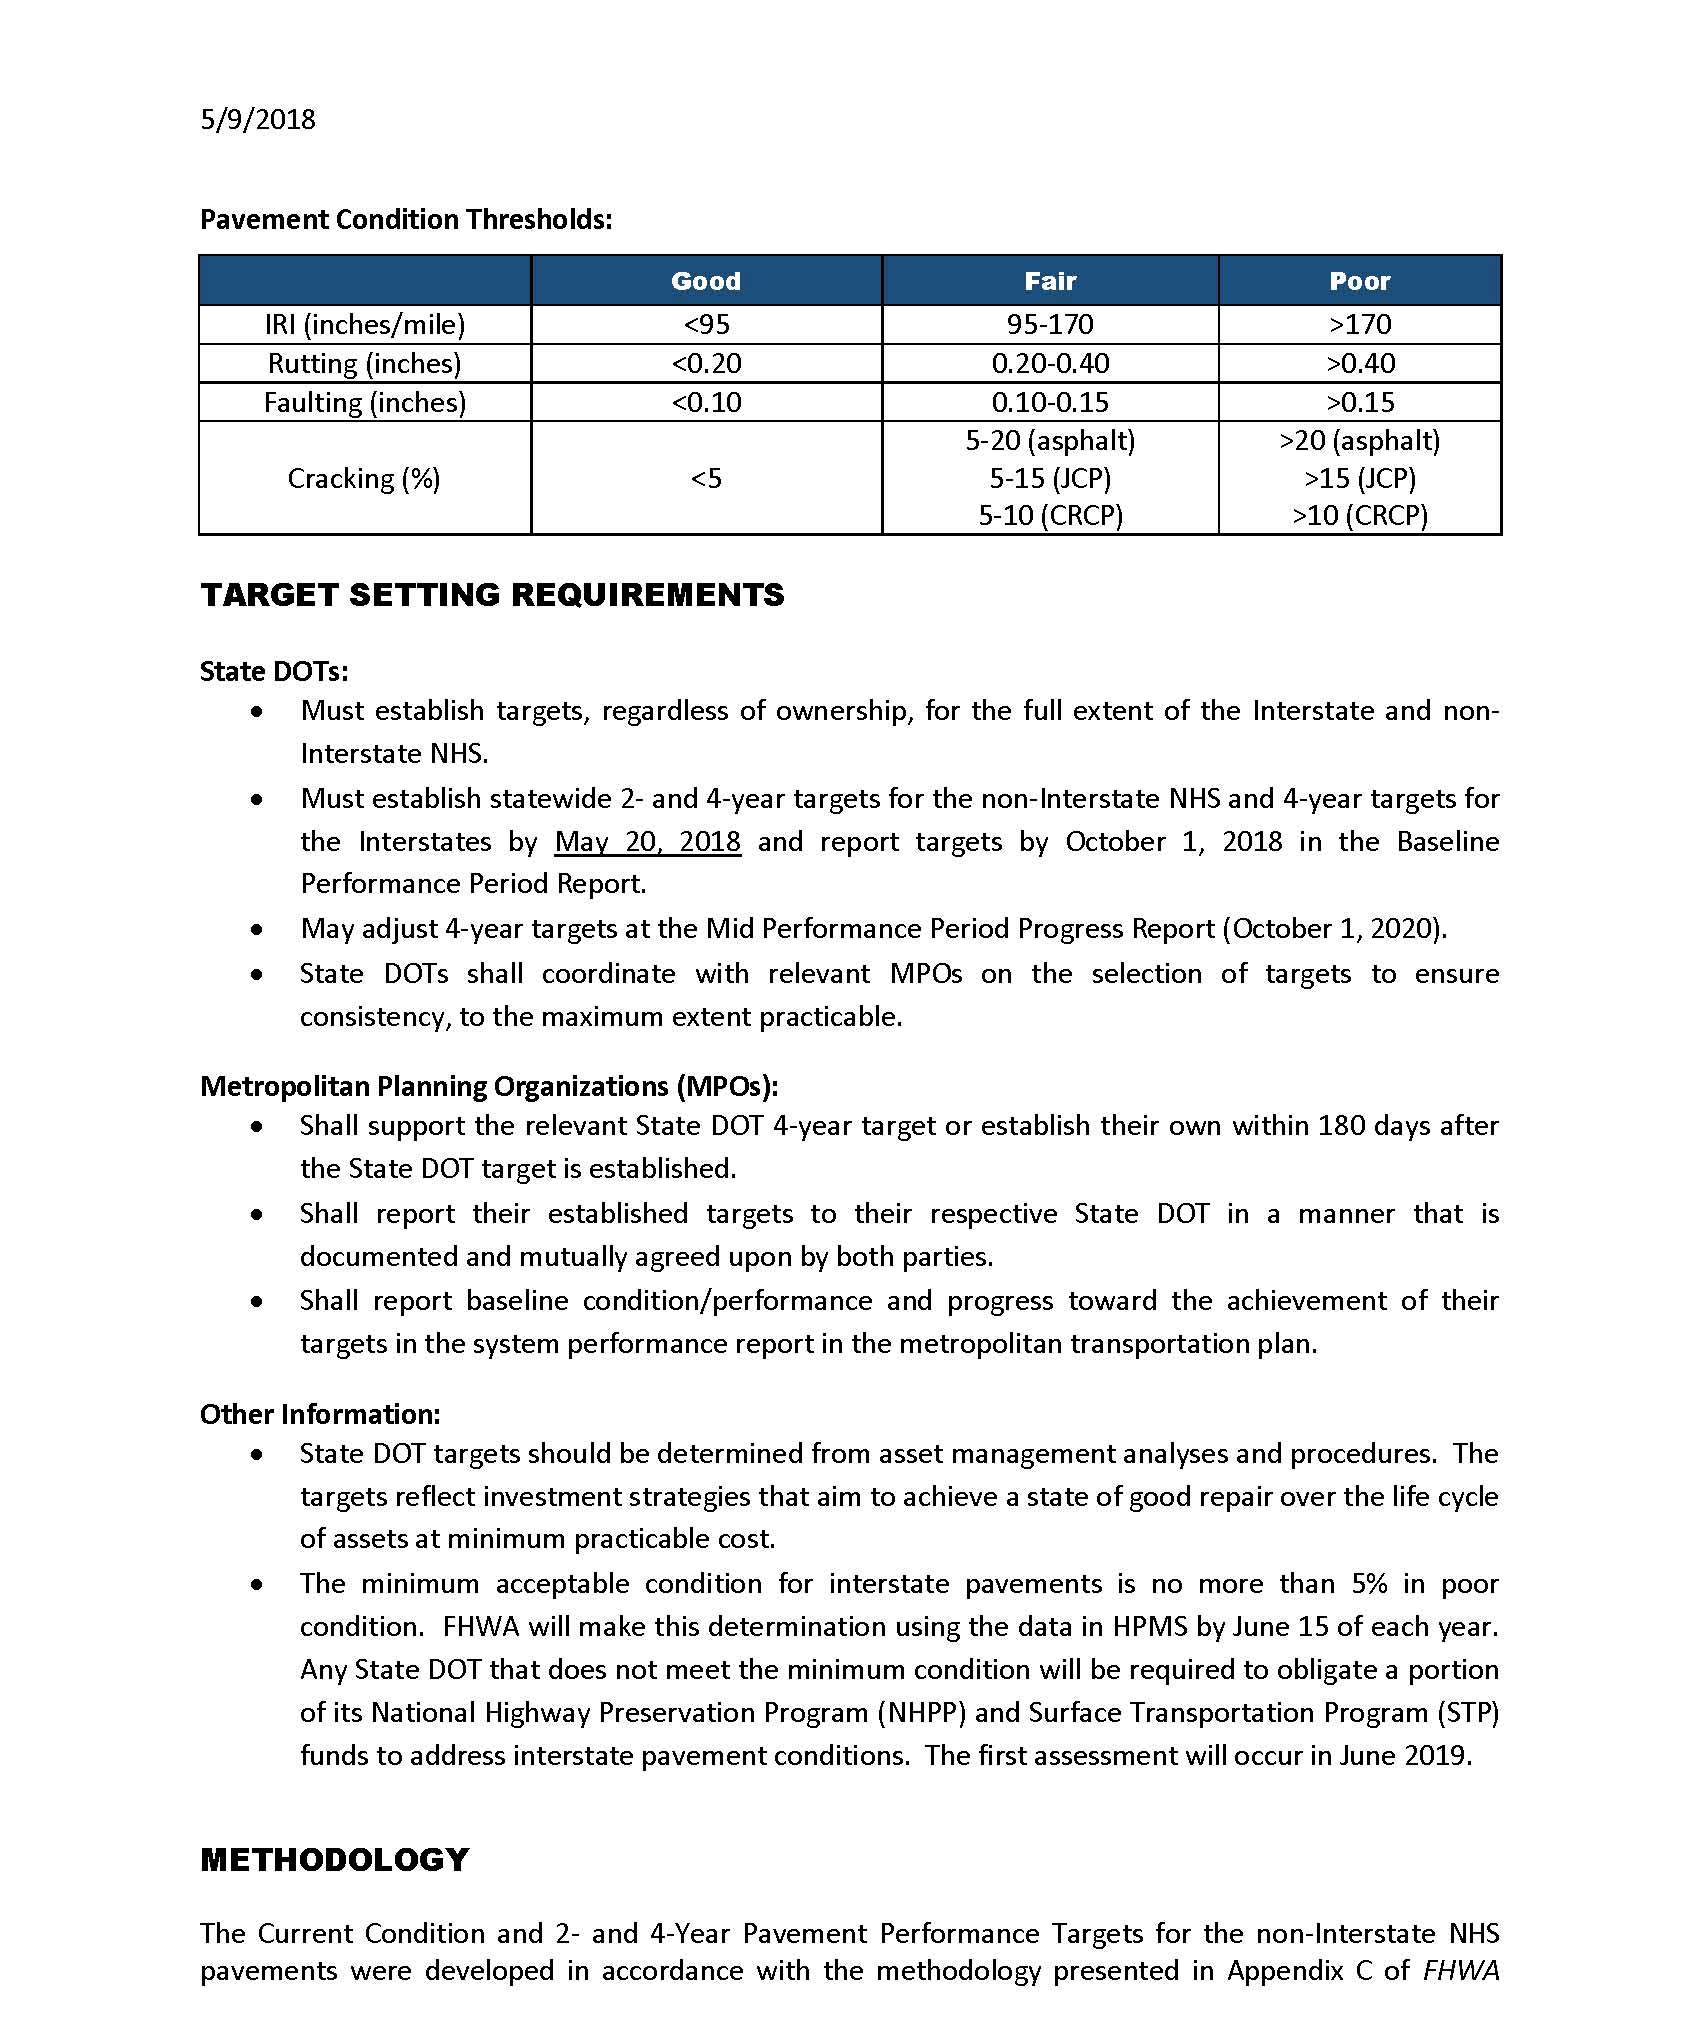 5/9/2018
Pavement Condition Thresholds:
Good Fair Poor
IRI (inches/mile) <95 95-170 >170
Rutting (inches) <0.20 0.20-0.40 >0.40
Faulting (inches) <0.10 0.10-0.15 >0.15
Cracking (%) <5 5-20 (asphalt) >20 (asphalt)
5-15 (JCP) >15 (JCP)
5-10 (CRCP) >10 (CRCP)
TARGET SETTING REQUIREMENTS
State DOTs:
• Must establish targets, regardless of ownership, for the full extent of the Interstate and non-
Interstate NHS.
• Must establish statewide 2- and 4-year targets for the non-Interstate NHS and 4-year targets for
the Interstates by May 20, 2018 and report targets by October 1, 2018 in the Baseline
Performance Period Report.
• May adjust 4-year targets at the Mid Performance Period Progress Report (October 1, 2020).
• State DOTs shall coordinate with relevant MPOs on the selection of targets to ensure
consistency, to the maximum extent practicable.
Metropolitan Planning Organizations (MPOs):
• Shall support the relevant State DOT 4-year target or establish their own within 180 days after
the State DOT target is established.
• Shall report their established targets to their respective State DOT in a manner that is
documented and mutually agreed upon by both parties.
• Shall report baseline condition/performance and progress toward the achievement of their
targets in the system performance report in the metropolitan transportation plan.
Other Information:
• State DOT targets should be determined from asset management analyses and procedures. The
targets reflect investment strategies that aim to achieve a state of good repair over the life cycle
of assets at minimum practicable cost.
• The minimum acceptable condition for interstate pavements is no more than 5% in poor
condition. FHWA will make this determination using the data in HPMS by June 15 of each year.
Any State DOT that does not meet the minimum condition will be required to obligate a portion
of its National Highway Preservation Program (NHPP) and Surface Transportation Program (STP)
funds to address interstate pavement conditions. The first assessment will occur in June 2019.
METHODOLOGY
The Current Condition and 2- and 4-Year Pavement Performance Targets for the non-Interstate NHS
pavements were developed in accordance with the methodology presented in Appendix C of FHWA